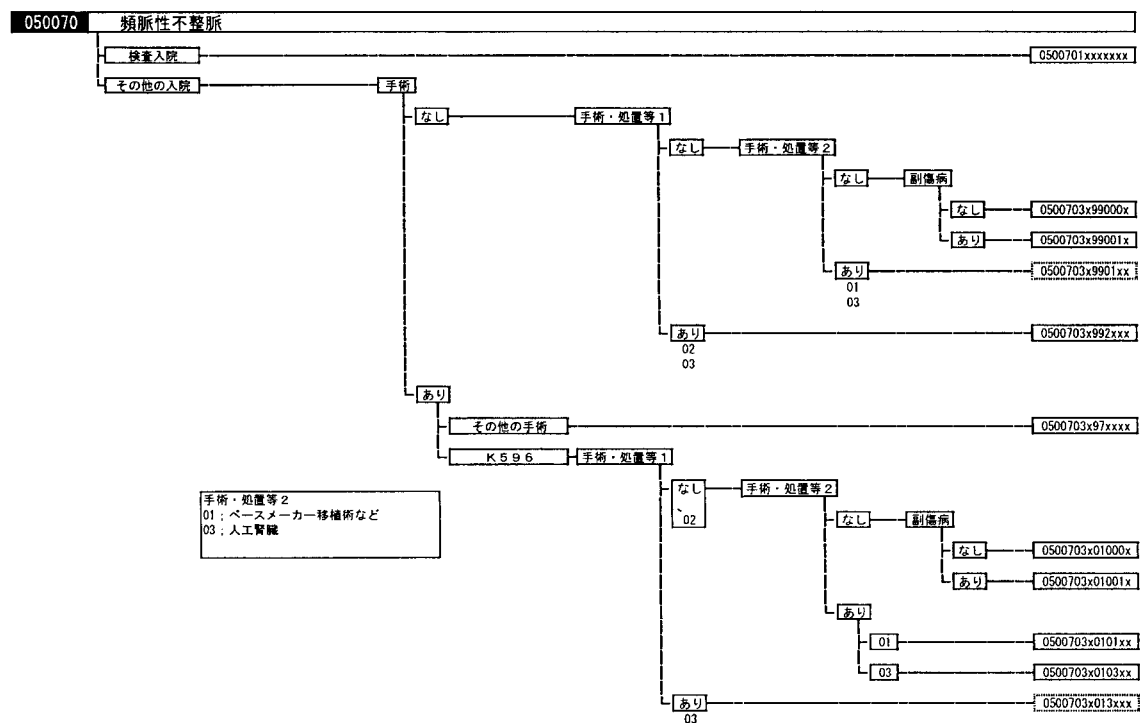 050070 頻脈性不整脈
検査入院 0500701xxxxxxx
その他の入院 手術
なし 手術・処置等1
なし 手術・処置等2
なし 副傷病
なし 0500703x99000x
あり 0500703x99001x
あり 0500703x9901xx
01
03
あり 0500703x992xxx
02
03
あり
その他の手術 0500703x97xxxx
K596 手術・処置等1
なし 手術・処置等2
、
02
なし 副傷病
なし 0500703x01000x
あり 0500703x01001x
あり
01 0500703x0101xx
03 0500703x0103xx
あり 0500703x013xxx
03
手術・処置等2
01;ペースメーカー移植術など
03;人工腎臓